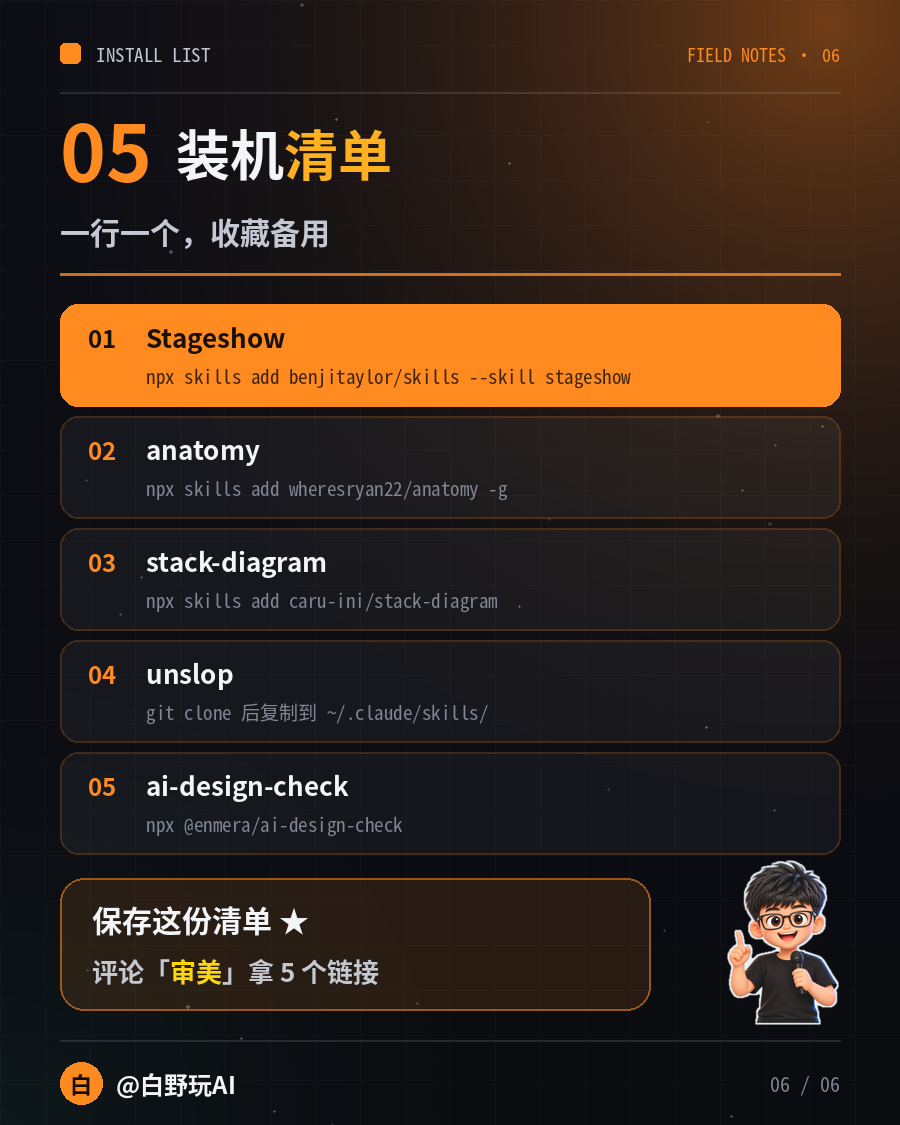 INSTALL LIST
FIELD NOTES • 06
05 装机清单
一行一个，收藏备用
01 Stageshow
npx skills add benjitaylor/skills --skill stageshow
02 anatomy
npx skills add wheresryan22/anatomy -g
03 stack-diagram
npx skills add caru-ini/stack-diagram
04 unslop
git clone 后复制到 ~/.claude/skills/
05 ai-design-check
npx @enmera/ai-design-check
保存这份清单 ★
评论「审美」拿 5 个链接
白 @白野玩AI
06 / 06